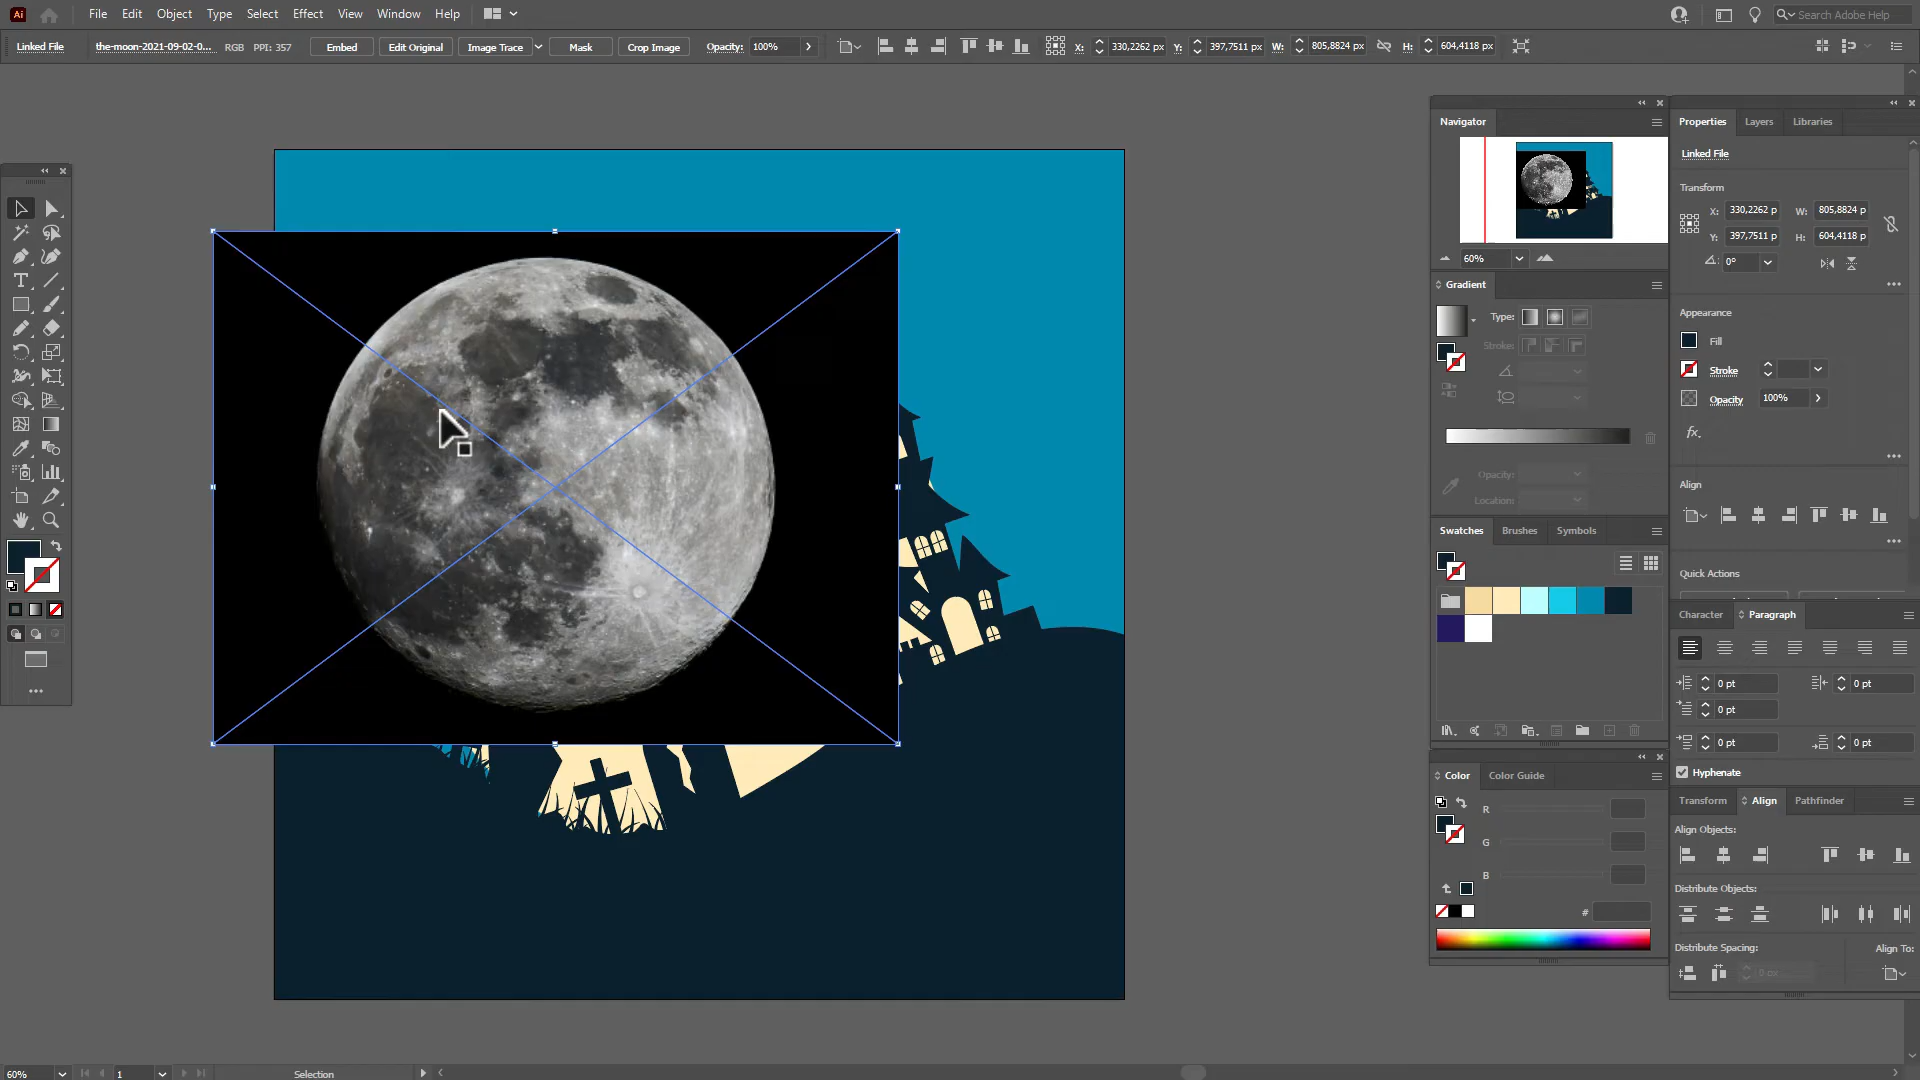 Ai File Edit Object Type Select Effect View Window Help Search Adobe Help
Linked File the-moon-2021-09-02-0... RGB PPI: 357 Embed Edit Original Image Trace Mask Crop Image Opacity: 100% X: 330,2262 px Y: 397,7511 px W: 805,8824 px H: 604,4118 px
Navigator
60%
Gradient
Type:
Stroke:
Opacity:
Location:
Swatches Brushes Symbols
Color Color Guide
R
G
B
#
Properties Layers Libraries
Linked File
Transform
X: 330,2262 p W: 805,8824 p
Y: 397,7511 p H: 604,4118 p
0°
Appearance
Fill
Stroke
Opacity 100%
fx.
Align
Quick Actions
Character Paragraph
0 pt 0 pt
0 pt
0 pt 0 pt
Hyphenate
Transform Align Pathfinder
Align Objects:
Distribute Objects:
Distribute Spacing: Align To:
0 px
60% 1 Selection